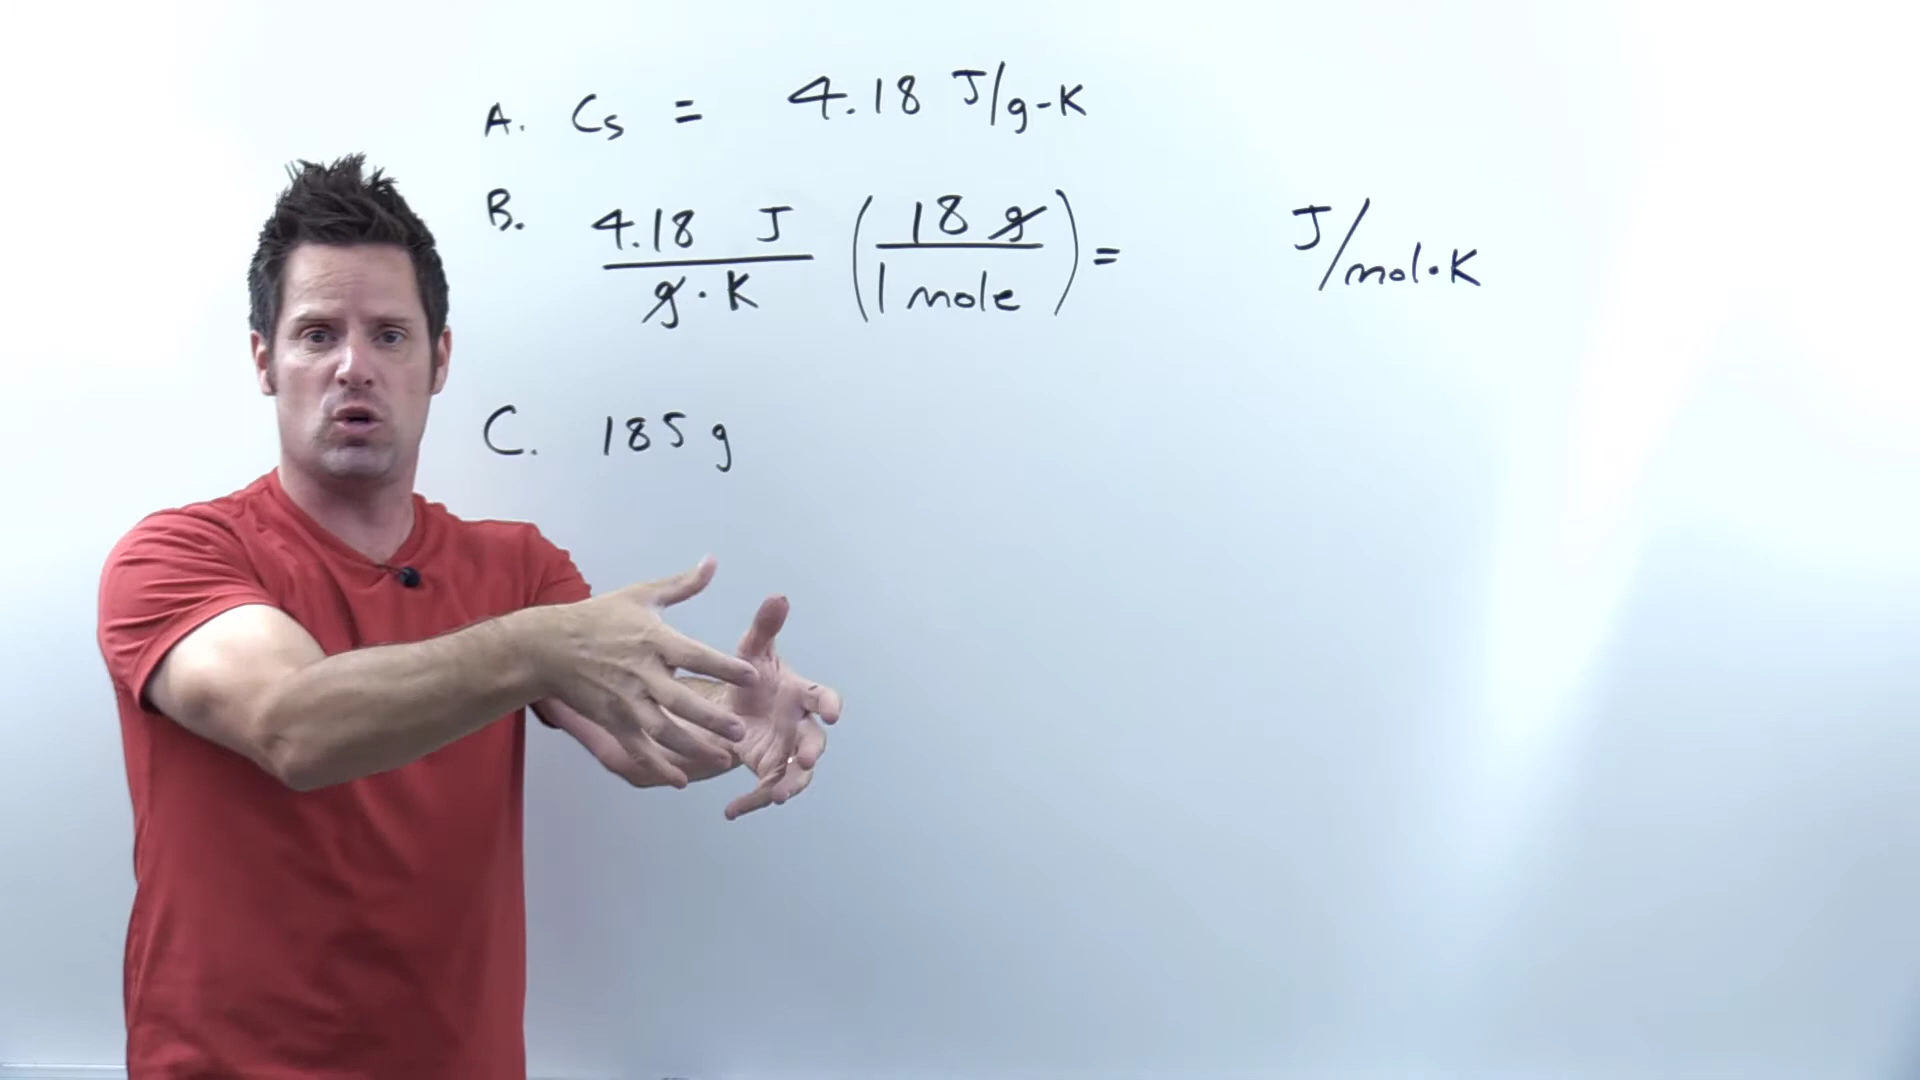 A. Cs = 4.18 J/g-K
B. 4.18 J / g·K (18 g / 1 mole) = J/mol·K
C. 185 g